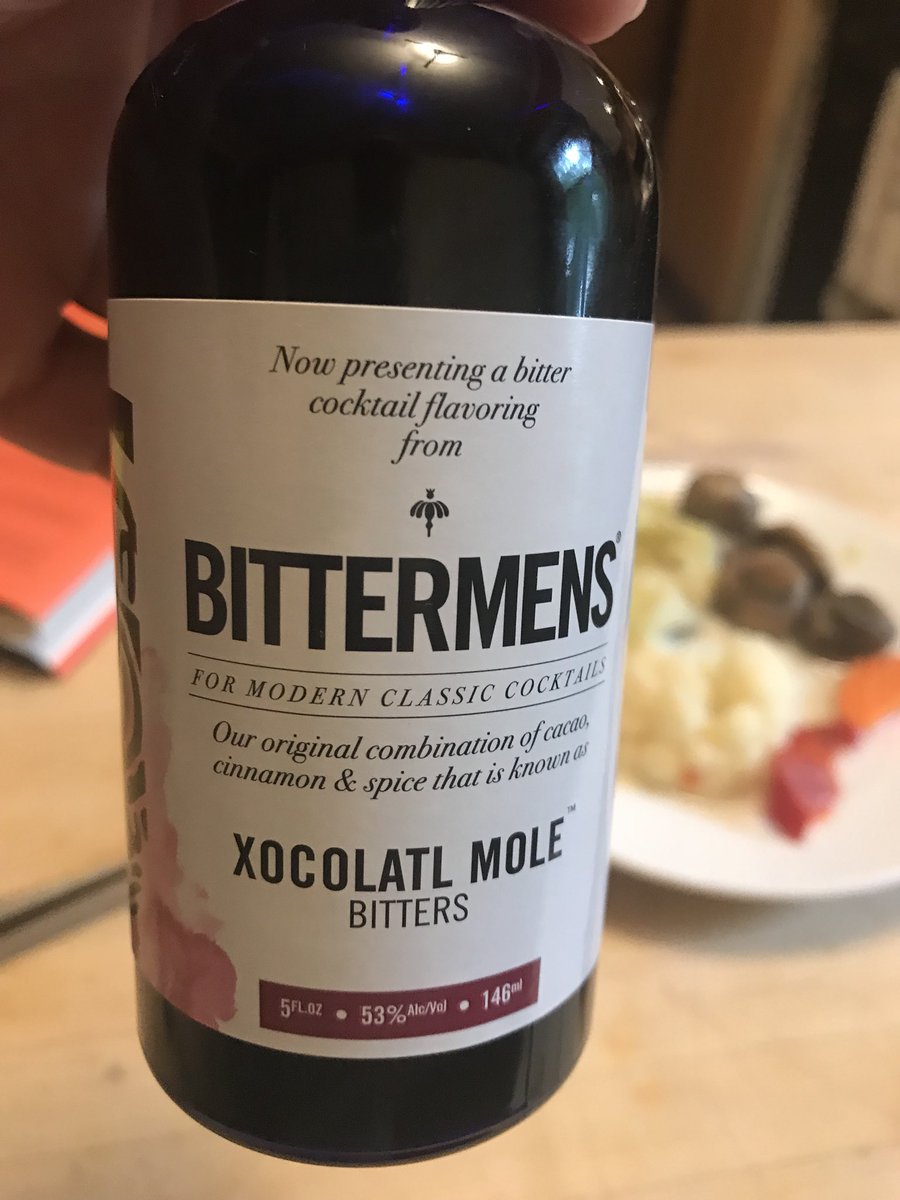 Now presenting a bitter
cocktail flavoring
from
BITTERMENS®
FOR MODERN CLASSIC COCKTAILS
Our original combination of cacao,
cinnamon & spice that is known as
XOCOLATL MOLE™
BITTERS
5FL.OZ • 53%Alc/Vol • 146ml